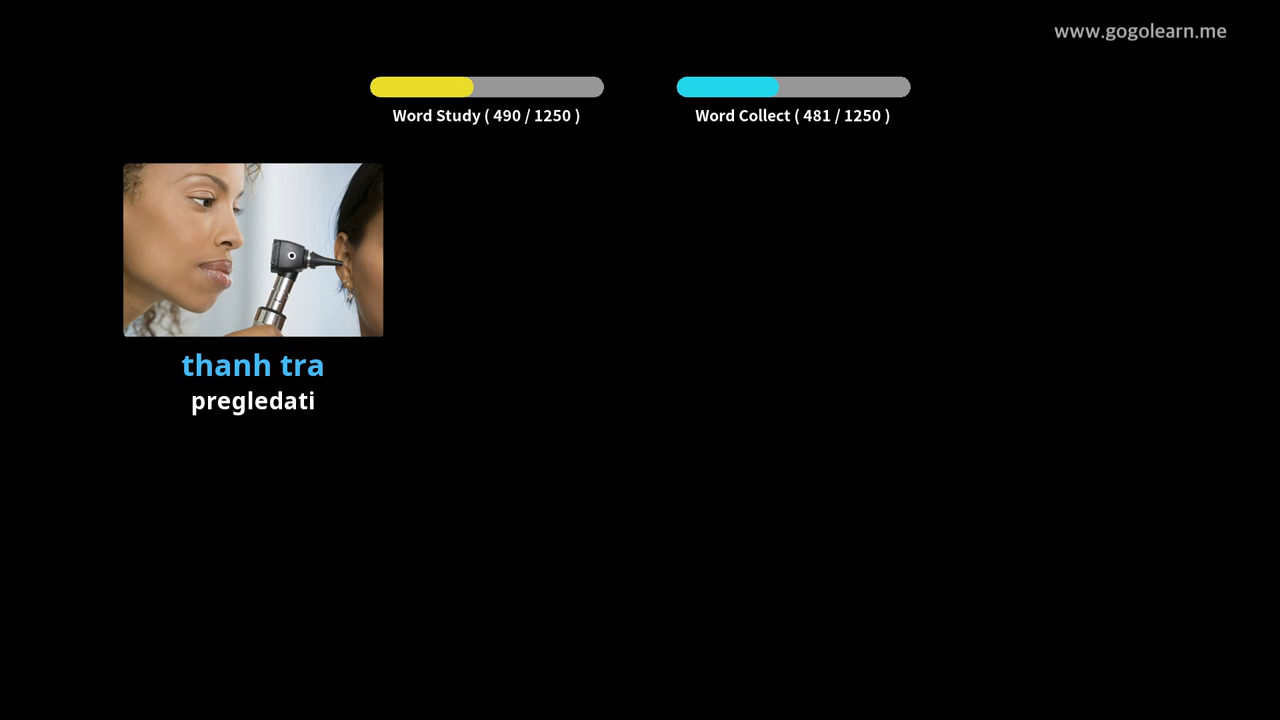 www.gogolearn.me
Word Study ( 490 / 1250 )
Word Collect ( 481 / 1250 )
thanh tra
pregledati